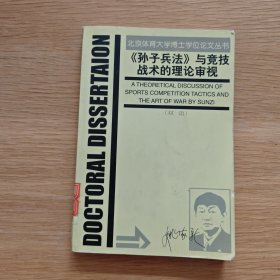 北京体育大学博士学位论文丛书
《孙子兵法》与竞技
战术的理论审视
A THEORETICAL DISCUSSION OF
SPORTS COMPETITION TACTICS AND
THE ART OF WAR BY SUNZI
DOCTORAL DISSERTAION